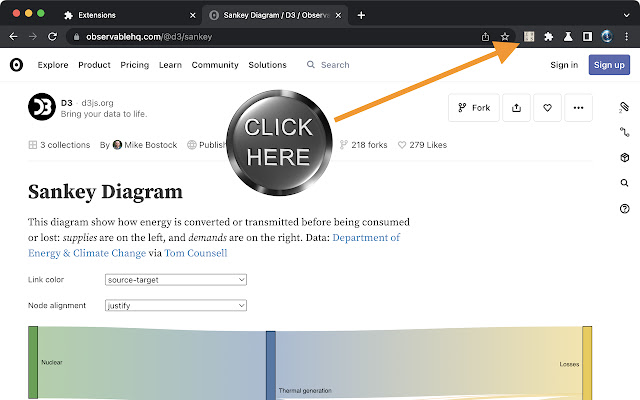 Extensions
Sankey Diagram / D3 / Observa
observablehq.com/@d3/sankey
Explore Product Pricing Learn Community Solutions Search Sign in Sign up
D3 · d3js.org
Bring your data to life.
Fork
CLICK
HERE
3 collections By Mike Bostock Publish 218 forks 279 Likes
Sankey Diagram
This diagram show how energy is converted or transmitted before being consumed
or lost: supplies are on the left, and demands are on the right. Data: Department of
Energy & Climate Change via Tom Counsell
Link color source-target
Node alignment justify
Nuclear
Losses
Thermal generation